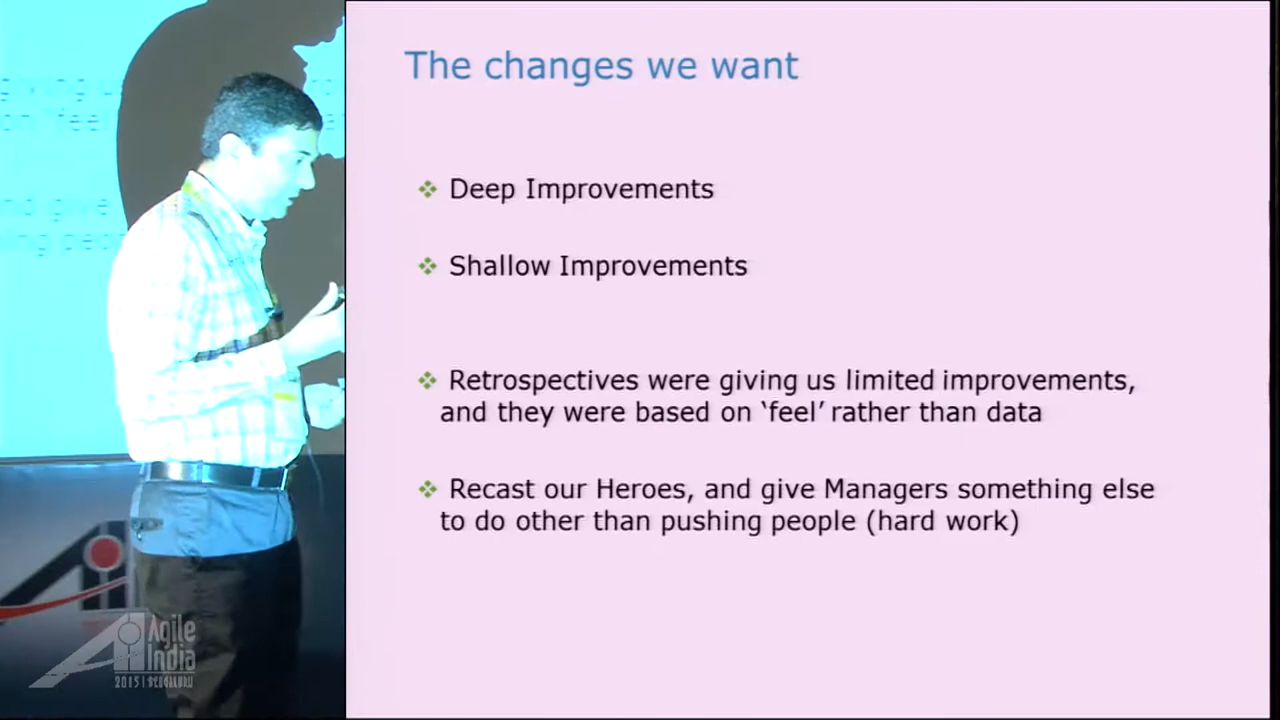 The changes we want
Deep Improvements
Shallow Improvements
Retrospectives were giving us limited improvements,
and they were based on ‘feel’ rather than data
Recast our Heroes, and give Managers something else
to do other than pushing people (hard work)
Agile
India
2015 | BENGALURU